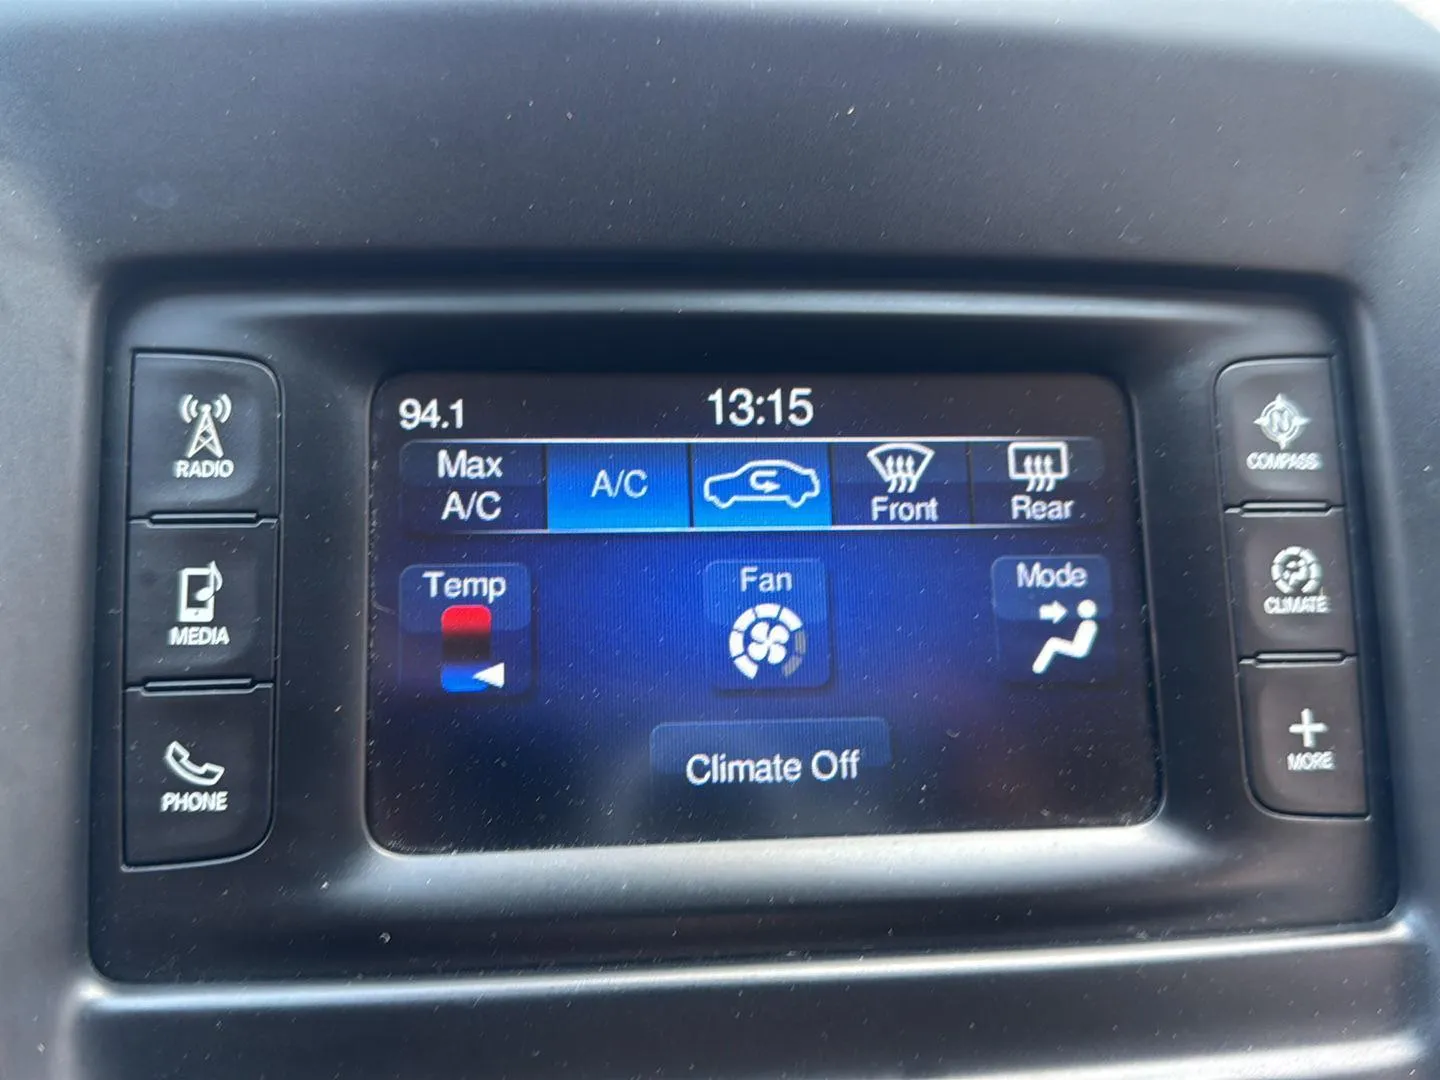 94.1
13:15
Max
A/C
A/C
Front
Rear
Temp
Fan
Mode
Climate Off
RADIO
MEDIA
PHONE
N
COMPASS
CLIMATE
MORE